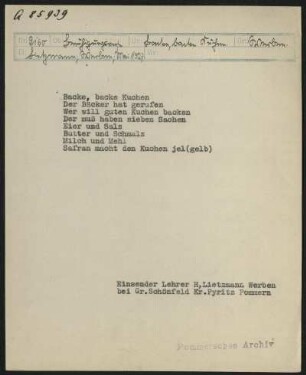 A 85939
Backe, backe Kuchen
Der Bäcker hat gerufen
Wer will guten Kuchen backen
Der muß haben sieben Sachen
Eier und Salz
Butter und Schmalz
Milch und Mehl
Safran macht den Kuchen jel(gelb)
Einsender Lehrer H,Lietzmann Werben
bei Gr.Schönfeld Kr.Pyritz Pommern
Pommersches Archiv